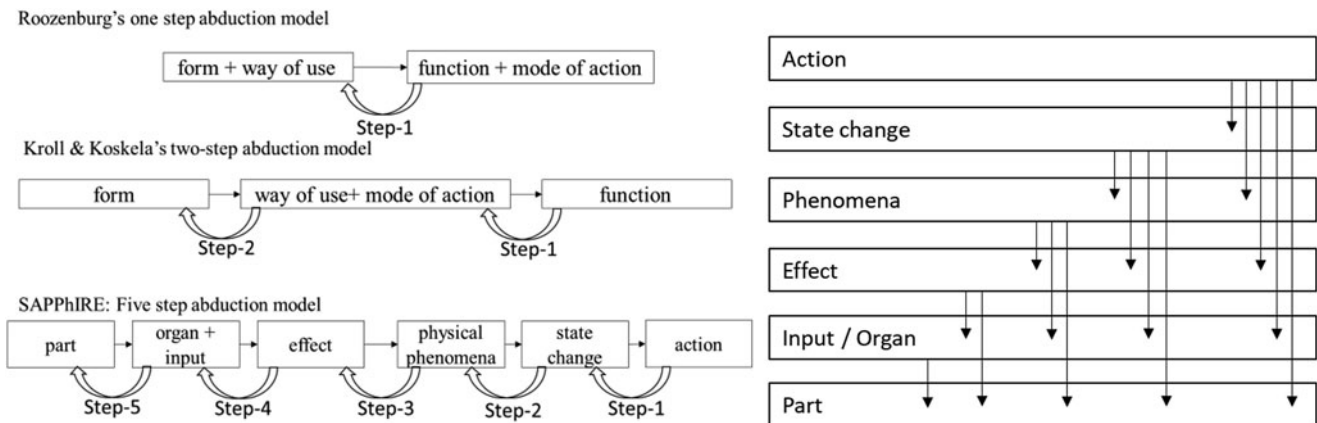 Roozenburg's one step abduction model
form + way of use
function + mode of action
Step-1
Kroll & Koskela's two-step abduction model
form
way of use+ mode of action
function
Step-2
Step-1
SAPPhIRE: Five step abduction model
part
organ +
input
effect
physical
phenomena
state
change
action
Step-5
Step-4
Step-3
Step-2
Step-1
Action
State change
Phenomena
Effect
Input / Organ
Part